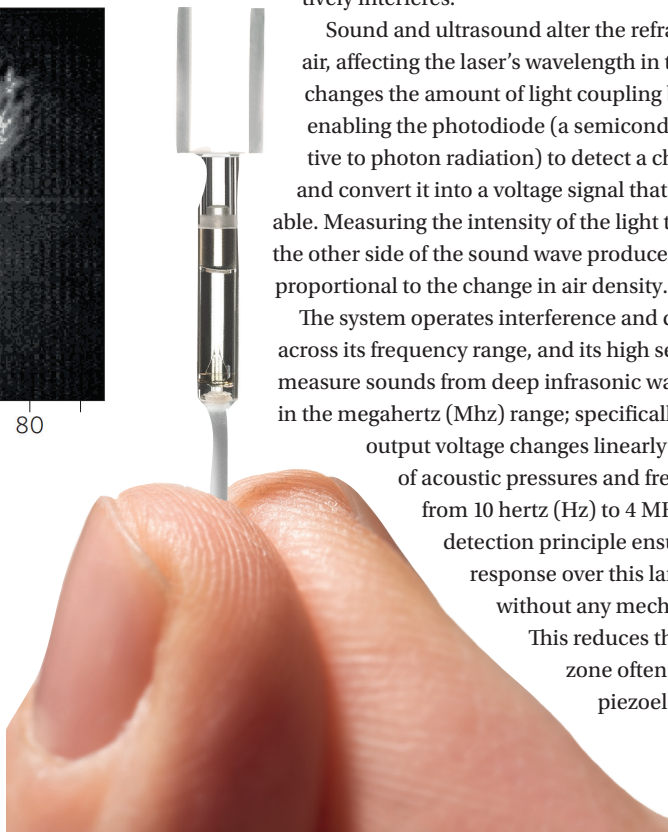 tively interferes.
Sound and ultrasound alter the refra
air, affecting the laser's wavelength in t
changes the amount of light coupling
enabling the photodiode (a semicond
tive to photon radiation) to detect a ch
and convert it into a voltage signal that
able. Measuring the intensity of the light t
the other side of the sound wave produce
proportional to the change in air density.
The system operates interference and c
across its frequency range, and its high se
measure sounds from deep infrasonic wa
in the megahertz (Mhz) range; specificall
output voltage changes linearly
of acoustic pressures and fre
from 10 hertz (Hz) to 4 MH
detection principle ensu
response over this lar
without any mech
This reduces th
zone often
piezoel
80